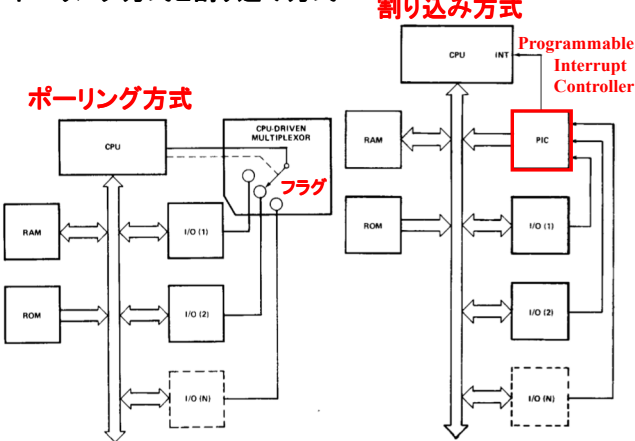 割り込み方式
ポーリング方式
CPU
CPU-DRIVEN
MULTIPLEXOR
フラグ
RAM
I/O (1)
ROM
I/O (2)
I/O (N)
CPU
INT
Programmable
Interrupt
Controller
RAM
PIC
ROM
I/O (1)
I/O (2)
I/O (N)